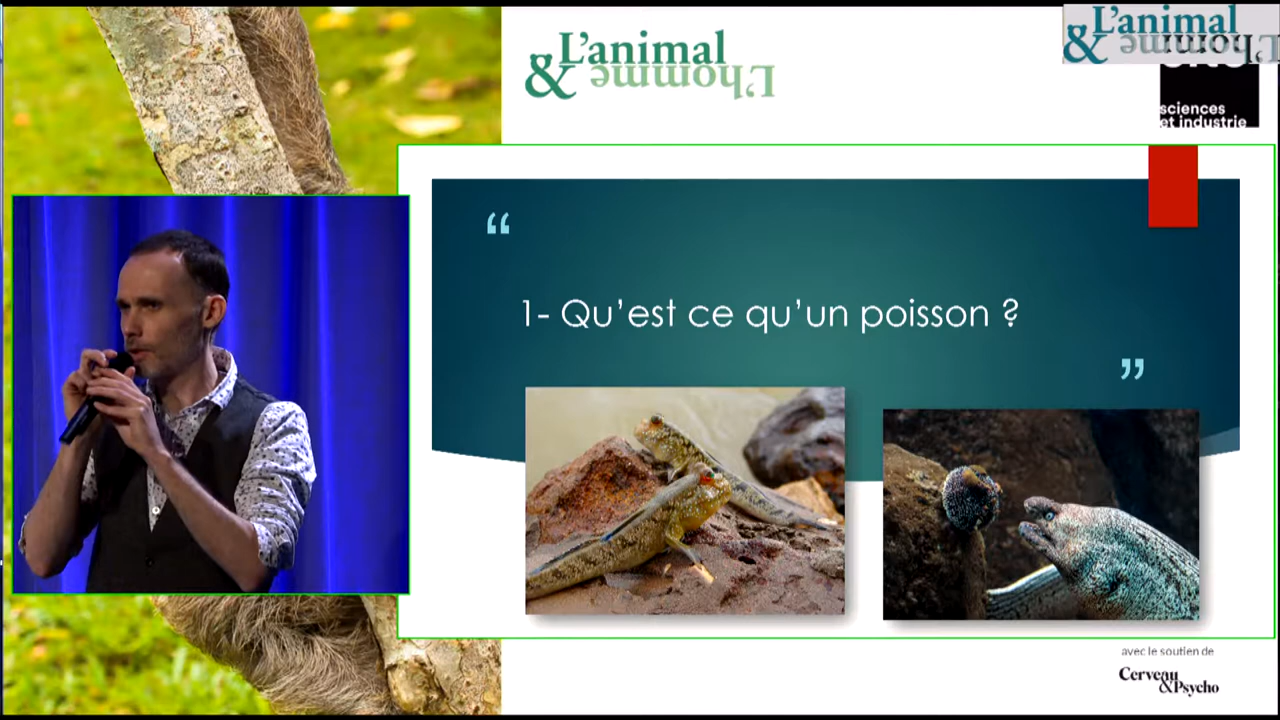 L'animal
& L'homme
L'animal
& L'homme
sciences
et industrie
“
1- Qu’est ce qu’un poisson ?
”
avec le soutien de
Cerveau
&Psycho